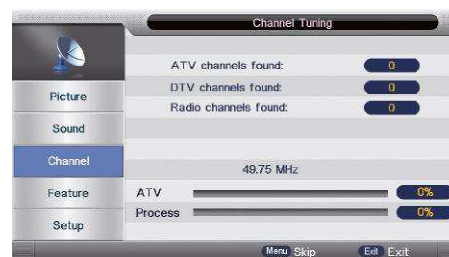 Channel Tuning
ATV channels found: 0
DTV channels found: 0
Radio channels found: 0
Picture
Sound
Channel
Feature
Setup
49.75 MHz
ATV 0%
Process 0%
Menu Skip Exit Exit